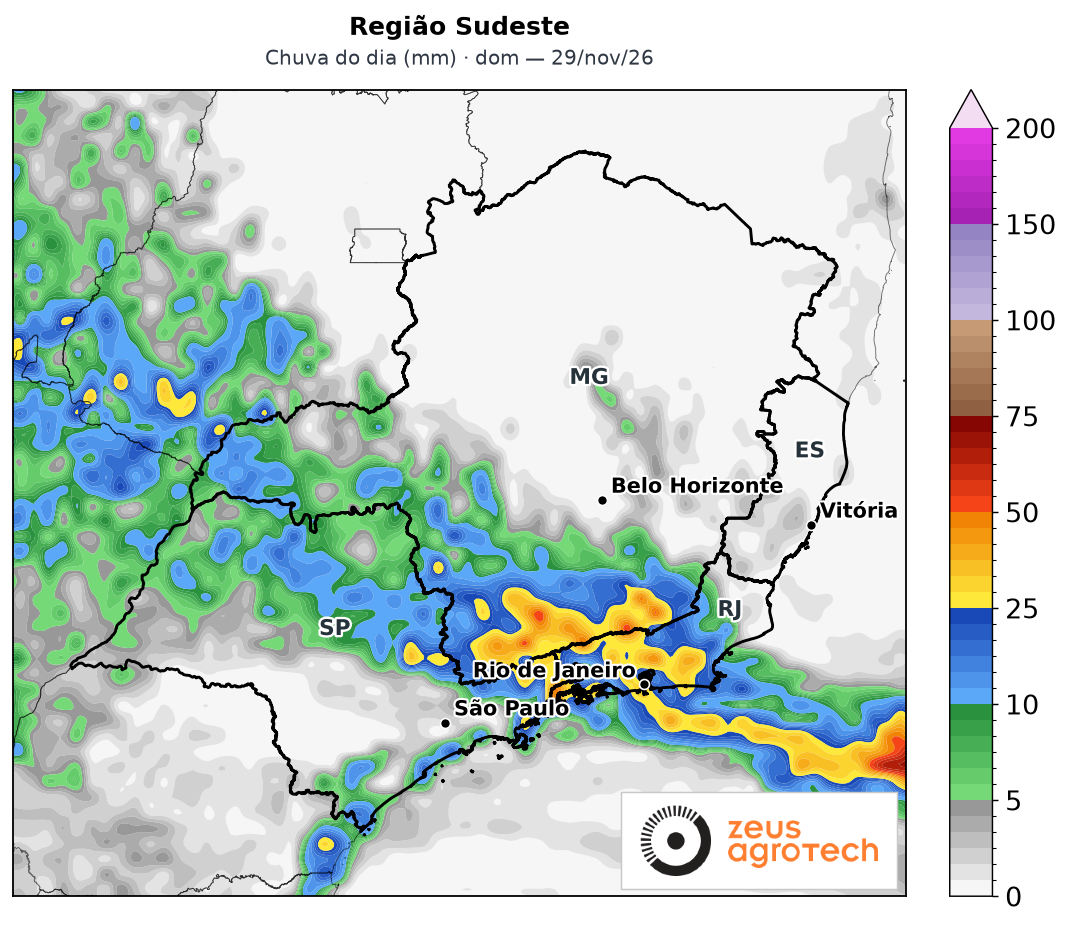 Região Sudeste
Chuva do dia (mm) · dom — 29/nov/26
MG
ES
Belo Horizonte
Vitória
RJ
SP
Rio de Janeiro
São Paulo
zeus
agrotech
200
150
100
75
50
25
10
5
0